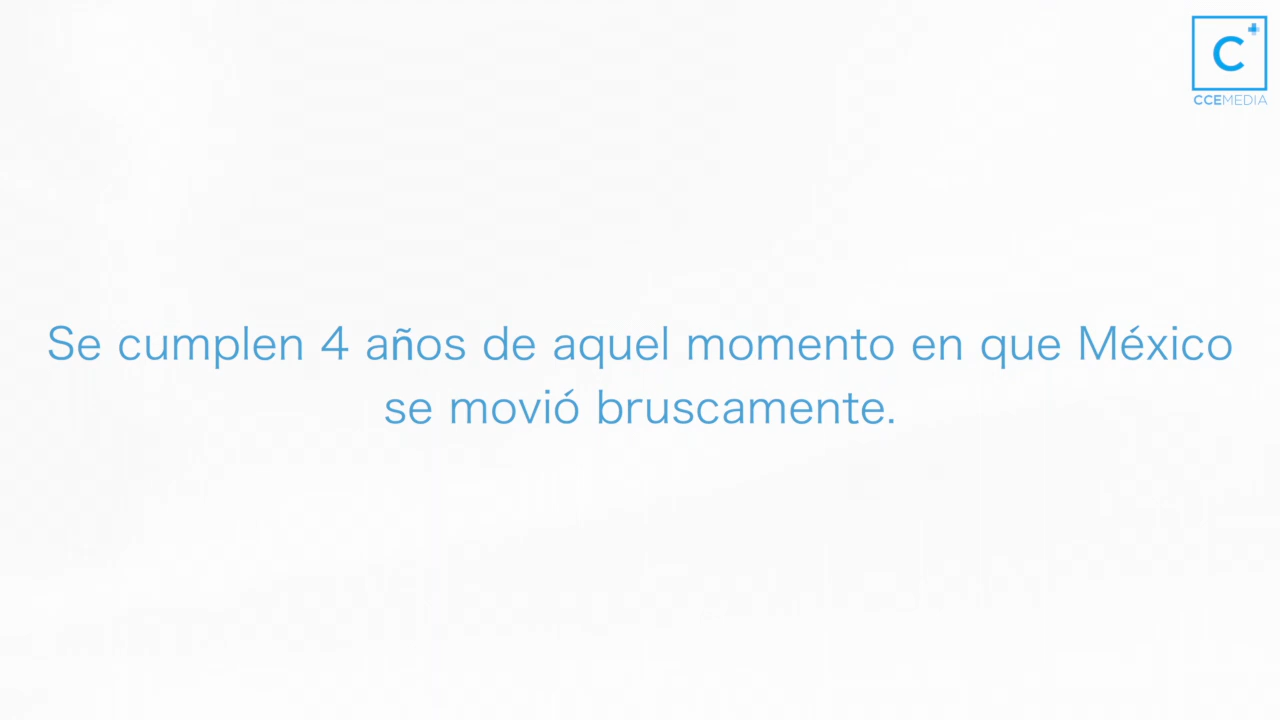 C+
CCEMEDIA
Se cumplen 4 años de aquel momento en que México
se movió bruscamente.